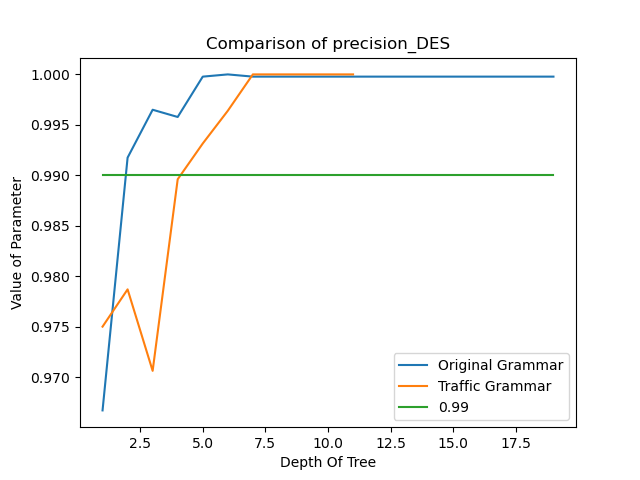 Comparison of precision_DES
Value of Parameter
1.000
0.995
0.990
0.985
0.980
0.975
0.970
Original Grammar
Traffic Grammar
0.99
2.5 5.0 7.5 10.0 12.5 15.0 17.5
Depth Of Tree